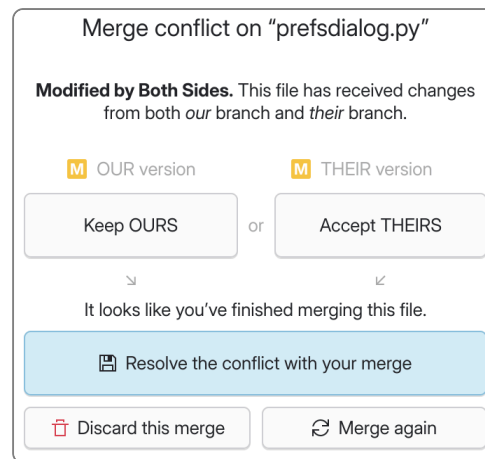 Merge conflict on “prefsdialog.py”
Modified by Both Sides. This file has received changes
from both our branch and their branch.
M OUR version
M THEIR version
Keep OURS
or
Accept THEIRS
It looks like you’ve finished merging this file.
Resolve the conflict with your merge
Discard this merge
Merge again